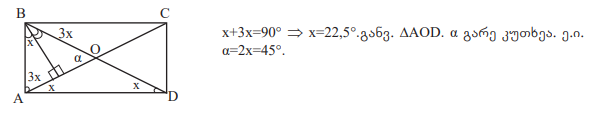 B C
3x
x O
α
3x
x x
A D
x+3x=90° ⇒ x=22,5°.განვ. ΔAOD. α გარე კუთხეა. ე.ი.
α=2x=45°.